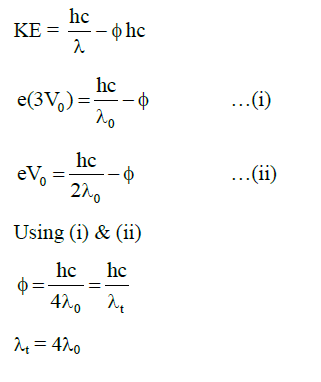 KE = hc/λ − ϕ hc
e(3V₀) = hc/λ₀ − ϕ ...(i)
eV₀ = hc/2λ₀ − ϕ ...(ii)
Using (i) & (ii)
ϕ = hc/4λ₀ = hc/λₜ
λₜ = 4λ₀